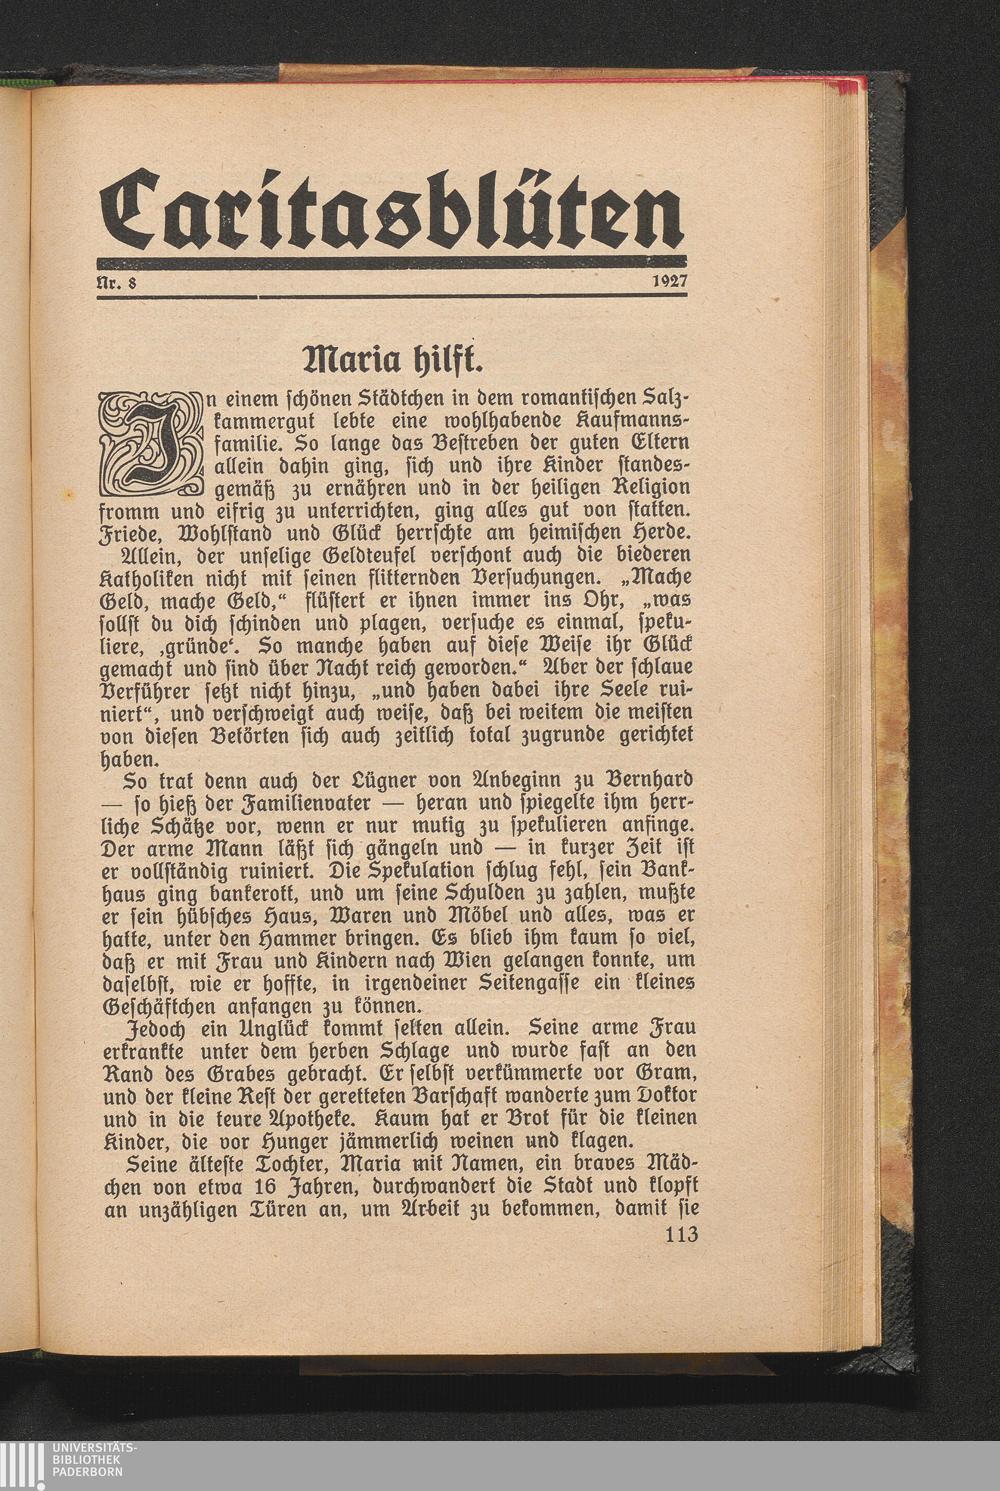 Caritasblüten
Nr. 8 1927
Maria hilft.
In einem schönen Städtchen in dem romantischen Salz-
kammergut lebte eine wohlhabende Kaufmanns-
familie. So lange das Bestreben der guten Eltern
allein dahin ging, sich und ihre Kinder standes-
gemäß zu ernähren und in der heiligen Religion
fromm und eifrig zu unterrichten, ging alles gut von statten.
Friede, Wohlstand und Glück herrschte am heimischen Herde.
Allein, der unselige Geldteufel verschont auch die biederen
Katholiken nicht mit seinen flitternden Versuchungen. „Mache
Geld, mache Geld,“ flüstert er ihnen immer ins Ohr, „was
sollst du dich schinden und plagen, versuche es einmal, speku-
liere, ‚gründe‘. So manche haben auf diese Weise ihr Glück
gemacht und sind über Nacht reich geworden.“ Aber der schlaue
Verführer setzt nicht hinzu, „und haben dabei ihre Seele rui-
niert“, und verschweigt auch weise, daß bei weitem die meisten
von diesen Betörten sich auch zeitlich total zugrunde gerichtet
haben.
So trat denn auch der Lügner von Anbeginn zu Bernhard
— so hieß der Familienvater — heran und spiegelte ihm herr-
liche Schätze vor, wenn er nur mutig zu spekulieren anfinge.
Der arme Mann läßt sich gängeln und — in kurzer Zeit ist
er vollständig ruiniert. Die Spekulation schlug fehl, sein Bank-
haus ging bankerott, und um seine Schulden zu zahlen, mußte
er sein hübsches Haus, Waren und Möbel und alles, was er
hatte, unter den Hammer bringen. Es blieb ihm kaum so viel,
daß er mit Frau und Kindern nach Wien gelangen konnte, um
daselbst, wie er hoffte, in irgendeiner Seitengasse ein kleines
Geschäftchen anfangen zu können.
Jedoch ein Unglück kommt selten allein. Seine arme Frau
erkrankte unter dem herben Schlage und wurde fast an den
Rand des Grabes gebracht. Er selbst verkümmerte vor Gram,
und der kleine Rest der geretteten Barschaft wanderte zum Doktor
und in die teure Apotheke. Kaum hat er Brot für die kleinen
Kinder, die vor Hunger jämmerlich weinen und klagen.
Seine älteste Tochter, Maria mit Namen, ein braves Mäd-
chen von etwa 16 Jahren, durchwandert die Stadt und klopft
an unzähligen Türen an, um Arbeit zu bekommen, damit sie
113
UNIVERSITÄTS-
BIBLIOTHEK
PADERBORN